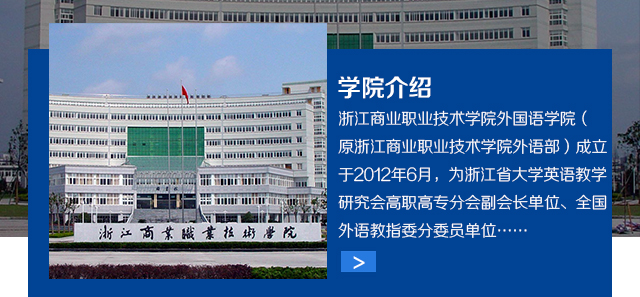 学院介绍
浙江商业职业技术学院外国语学院（
原浙江商业职业技术学院外语部）成立
于2012年6月，为浙江省大学英语教学
研究会高职高专分会副会长单位、全国
外语教指委分委员单位……
>
浙江商業職業技術學院